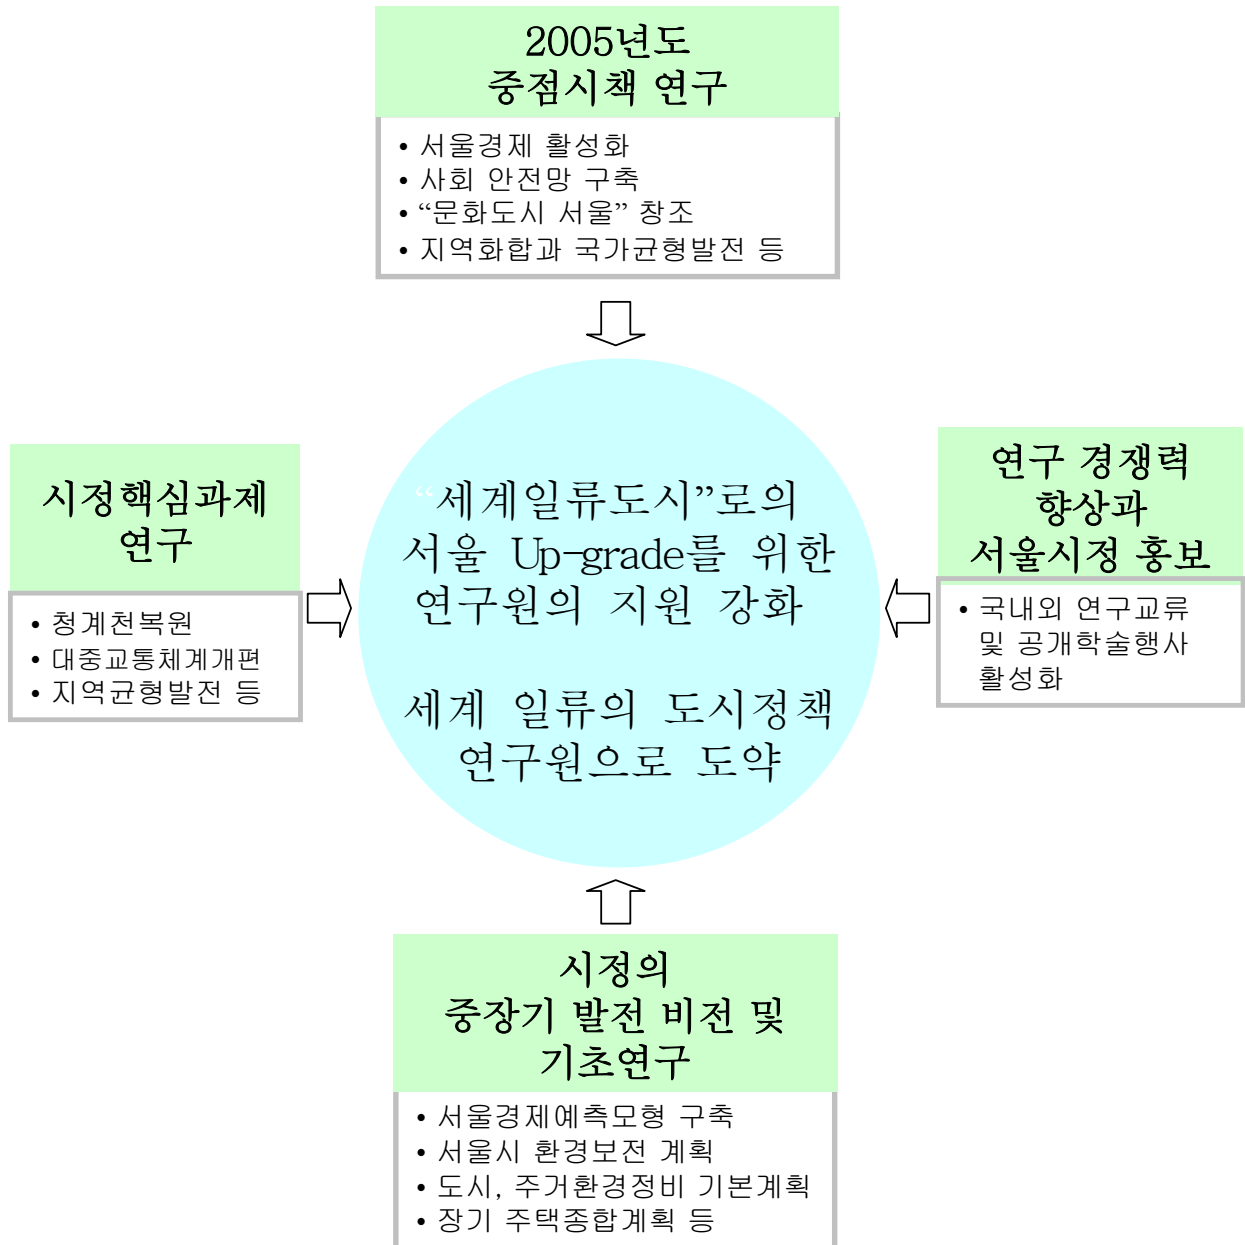 2005년도
중점시책 연구
• 서울경제 활성화
• 사회 안전망 구축
• “문화도시 서울” 창조
• 지역화합과 국가균형발전 등
시정핵심과제
연구
• 청계천복원
• 대중교통체계개편
• 지역균형발전 등
“세계일류도시”로의
서울 Up-grade를 위한
연구원의 지원 강화
세계 일류의 도시정책
연구원으로 도약
연구 경쟁력
향상과
서울시정 홍보
• 국내외 연구교류
및 공개학술행사
활성화
시정의
중장기 발전 비전 및
기초연구
• 서울경제예측모형 구축
• 서울시 환경보전 계획
• 도시, 주거환경정비 기본계획
• 장기 주택종합계획 등